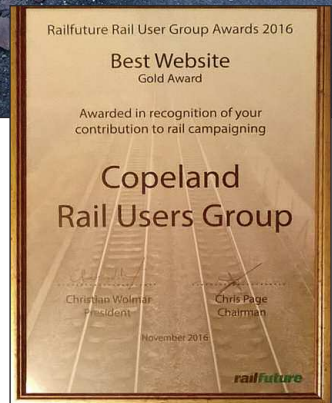 Railfuture Rail User Group Awards 2016
Best Website
Gold Award
Awarded in recognition of your
contribution to rail campaigning
Copeland
Rail Users Group
Christian Wolmar
Chris Page
President
Chairman
November 2016
railfuture